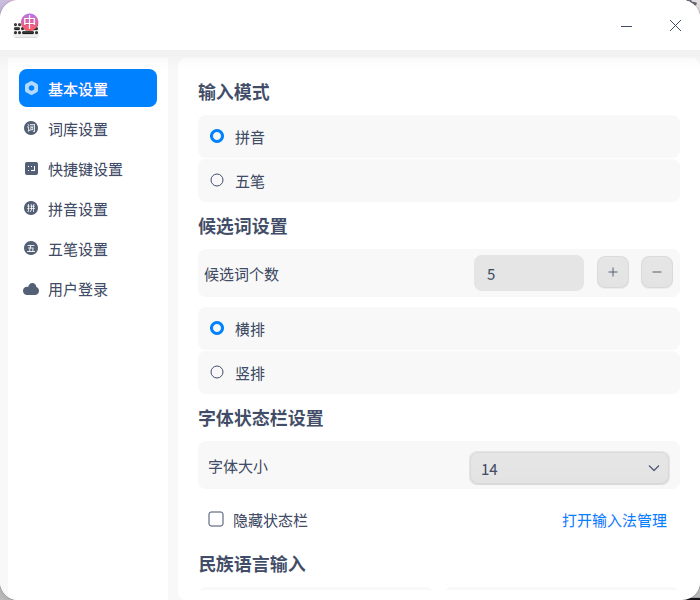 中
基本设置
词库设置
快捷键设置
拼音设置
五笔设置
用户登录
输入模式
拼音
五笔
候选词设置
候选词个数
5
横排
竖排
字体状态栏设置
字体大小
14
隐藏状态栏
打开输入法管理
民族语言输入